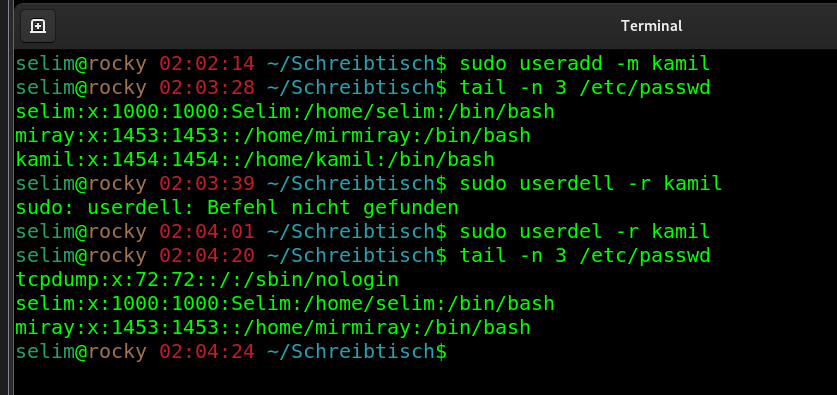 Terminal
selim@rocky 02:02:14 ~/Schreibtisch$ sudo useradd -m kamil
selim@rocky 02:03:28 ~/Schreibtisch$ tail -n 3 /etc/passwd
selim:x:1000:1000:Selim:/home/selim:/bin/bash
miray:x:1453:1453::/home/mirmiray:/bin/bash
kamil:x:1454:1454::/home/kamil:/bin/bash
selim@rocky 02:03:39 ~/Schreibtisch$ sudo userdell -r kamil
sudo: userdell: Befehl nicht gefunden
selim@rocky 02:04:01 ~/Schreibtisch$ sudo userdel -r kamil
selim@rocky 02:04:20 ~/Schreibtisch$ tail -n 3 /etc/passwd
tcpdump:x:72:72::/:/sbin/nologin
selim:x:1000:1000:Selim:/home/selim:/bin/bash
miray:x:1453:1453::/home/mirmiray:/bin/bash
selim@rocky 02:04:24 ~/Schreibtisch$